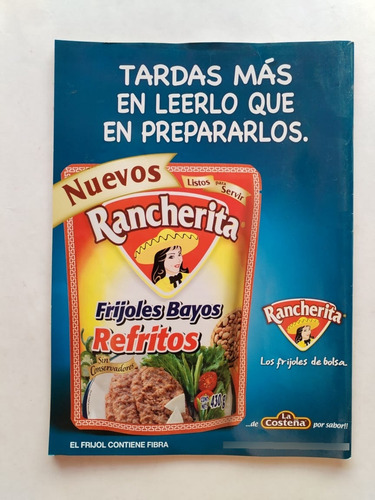 TARDAS MÁS
EN LEERLO QUE
EN PREPARARLOS.
Nuevos
Listos para Servir
Rancherita
Frijoles Bayos
Refritos
Sin
Conservadores
430g
Rancherita
Los frijoles de bolsa
...de La Costeña por sabor!!
EL FRIJOL CONTIENE FIBRA